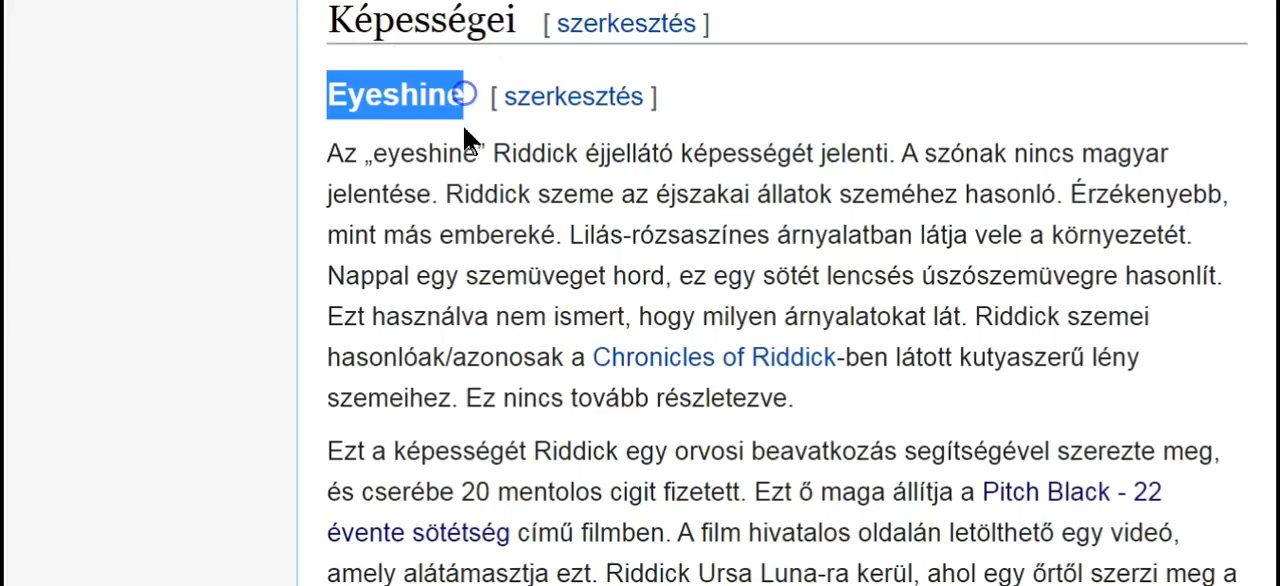 Képességei [ szerkesztés ]
Eyeshine [ szerkesztés ]
Az „eyeshine” Riddick éjjellátó képességét jelenti. A szónak nincs magyar
jelentése. Riddick szeme az éjszakai állatok szeméhez hasonló. Érzékenyebb,
mint más embereké. Lilás-rózsaszínes árnyalatban látja vele a környezetét.
Nappal egy szemüveget hord, ez egy sötét lencsés úszószemüvegre hasonlít.
Ezt használva nem ismert, hogy milyen árnyalatokat lát. Riddick szemei
hasonlóak/azonosak a Chronicles of Riddick-ben látott kutyaszerű lény
szemeihez. Ez nincs tovább részletezve.
Ezt a képességét Riddick egy orvosi beavatkozás segítségével szerezte meg,
és cserébe 20 mentolos cigit fizetett. Ezt ő maga állítja a Pitch Black - 22
évente sötétség című filmben. A film hivatalos oldalán letölthető egy videó,
amely alátámasztja ezt. Riddick Ursa Luna-ra kerül, ahol egy őrtől szerzi meg a